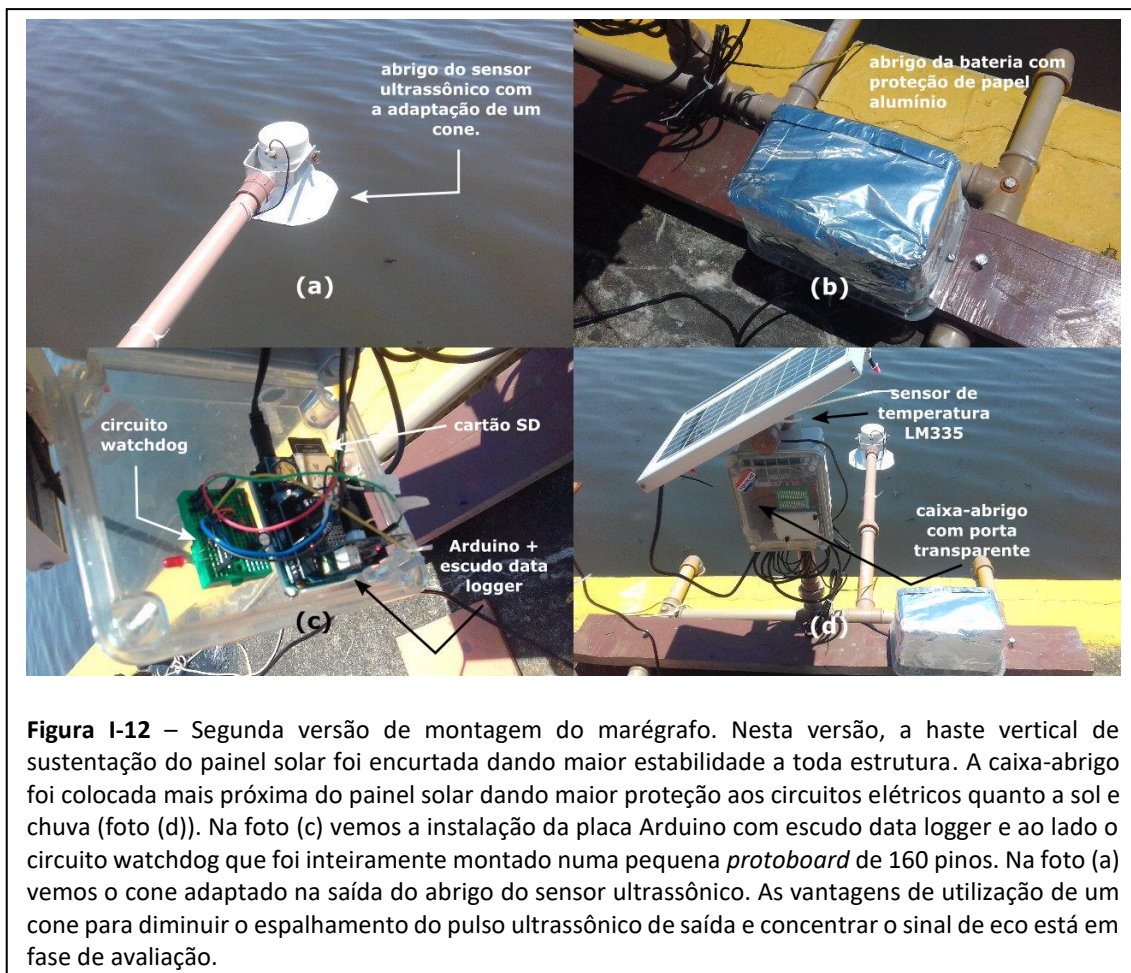 abrigo do sensor
ultrassônico com
a adaptação de um
cone.
(a)
abrigo da bateria com
proteção de papel
alumínio
(b)
circuito
watchdog
cartão SD
Arduino +
escudo data
logger
(c)
sensor de
temperatura
LM335
caixa-abrigo
com porta
transparente
(d)
Figura I-12 – Segunda versão de montagem do marégrafo. Nesta versão, a haste vertical de
sustentação do painel solar foi encurtada dando maior estabilidade a toda estrutura. A caixa-abrigo
foi colocada mais próxima do painel solar dando maior proteção aos circuitos elétricos quanto a sol e
chuva (foto (d)). Na foto (c) vemos a instalação da placa Arduino com escudo data logger e ao lado o
circuito watchdog que foi inteiramente montado numa pequena protoboard de 160 pinos. Na foto (a)
vemos o cone adaptado na saída do abrigo do sensor ultrassônico. As vantagens de utilização de um
cone para diminuir o espalhamento do pulso ultrassônico de saída e concentrar o sinal de eco está em
fase de avaliação.